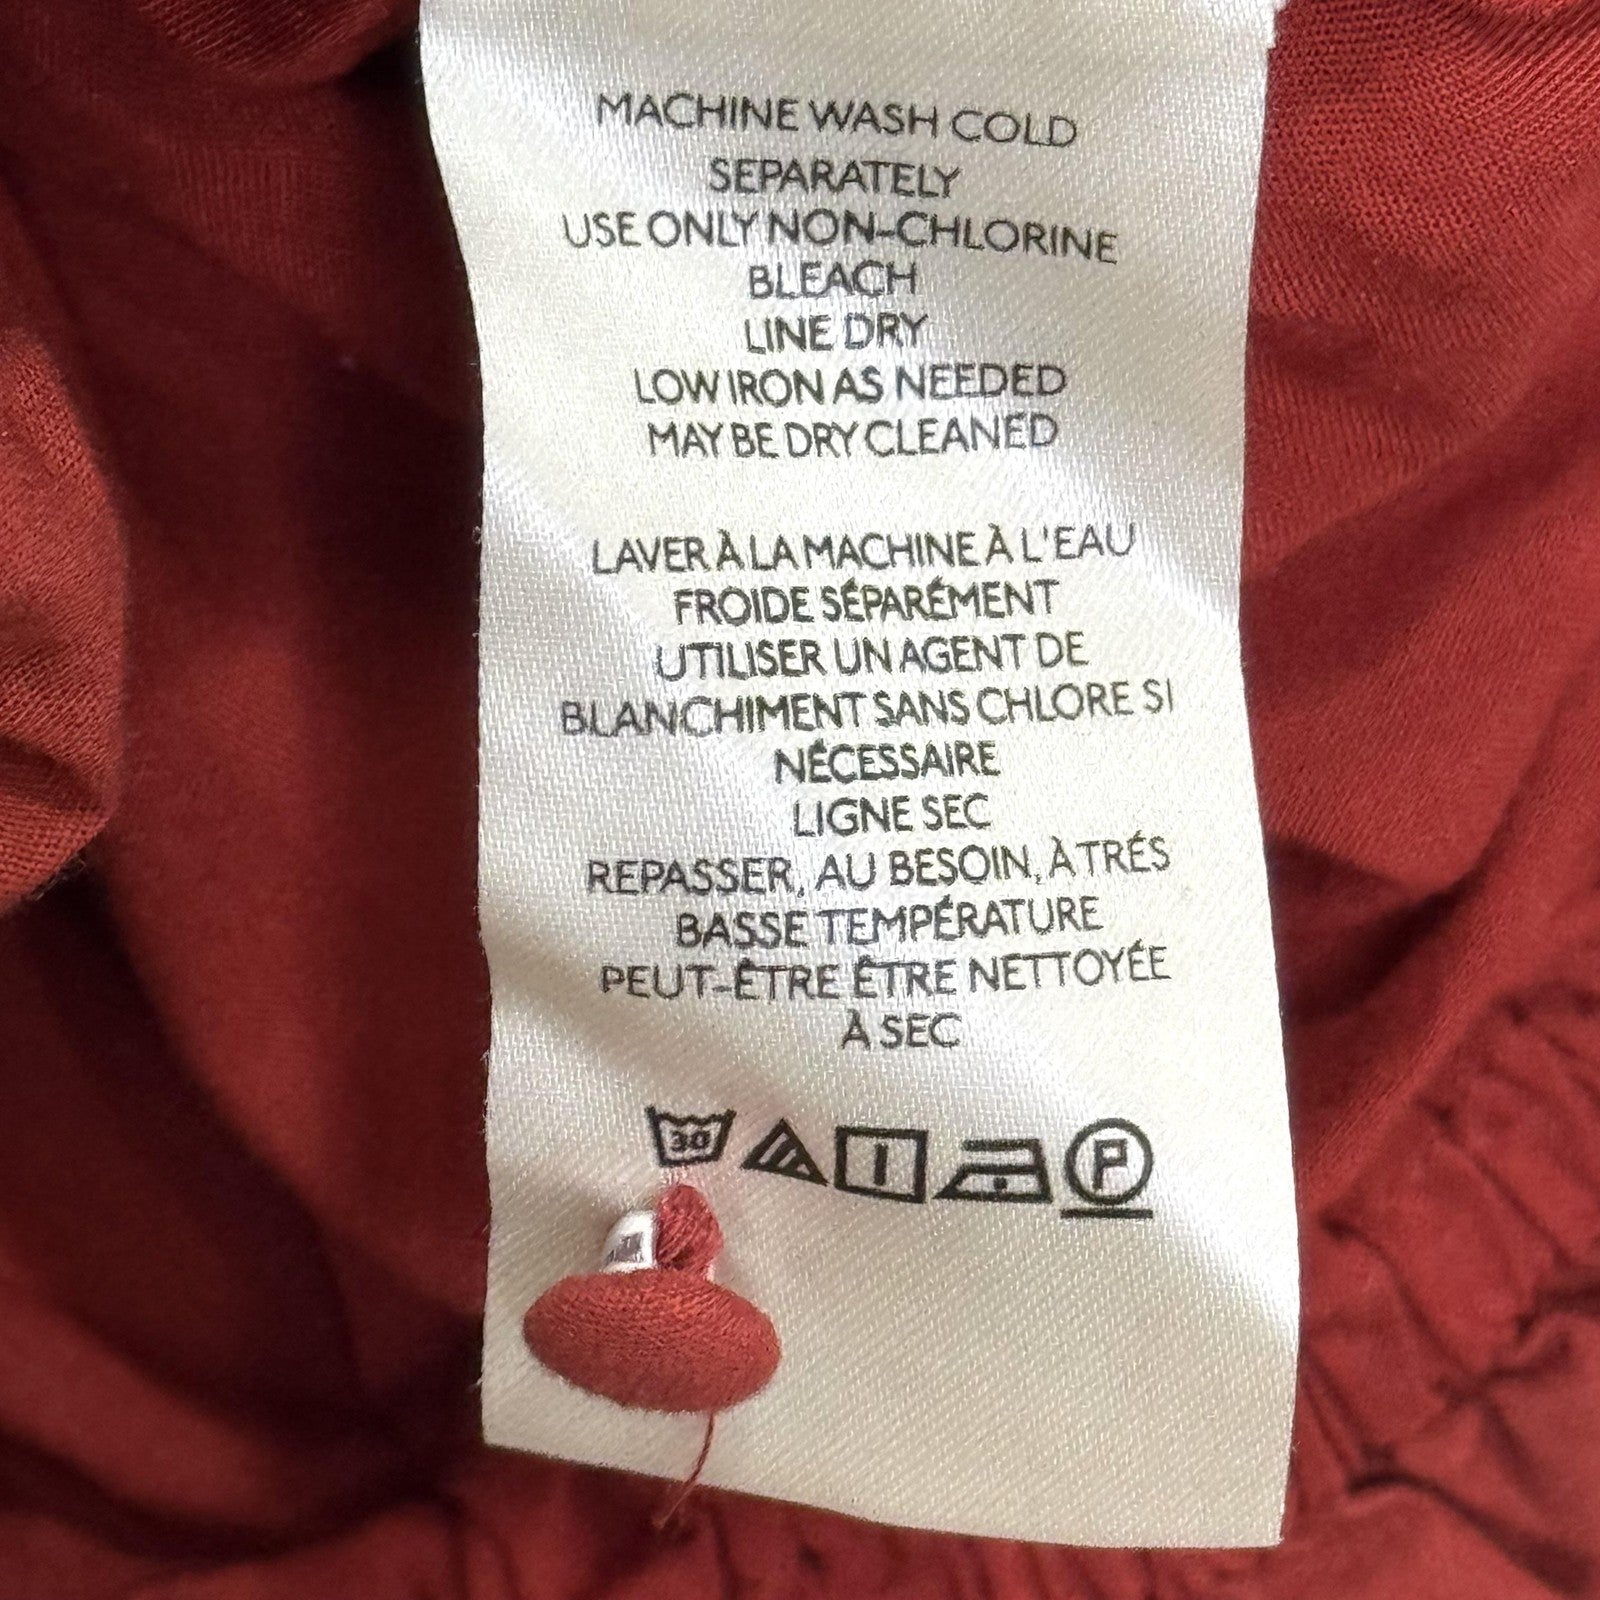 MACHINE WASH COLD
SEPARATELY
USE ONLY NON-CHLORINE
BLEACH
LINE DRY
LOW IRON AS NEEDED
MAY BE DRY CLEANED
LAVER À LA MACHINE À L'EAU
FROIDE SÉPARÉMENT
UTILISER UN AGENT DE
BLANCHIMENT SANS CHLORE SI
NÉCESSAIRE
LIGNE SEC
REPASSER, AU BESOIN, À TRÉS
BASSE TEMPÉRATURE
PEUT-ÊTRE ÊTRE NETTOYÉE
À SEC
30 P